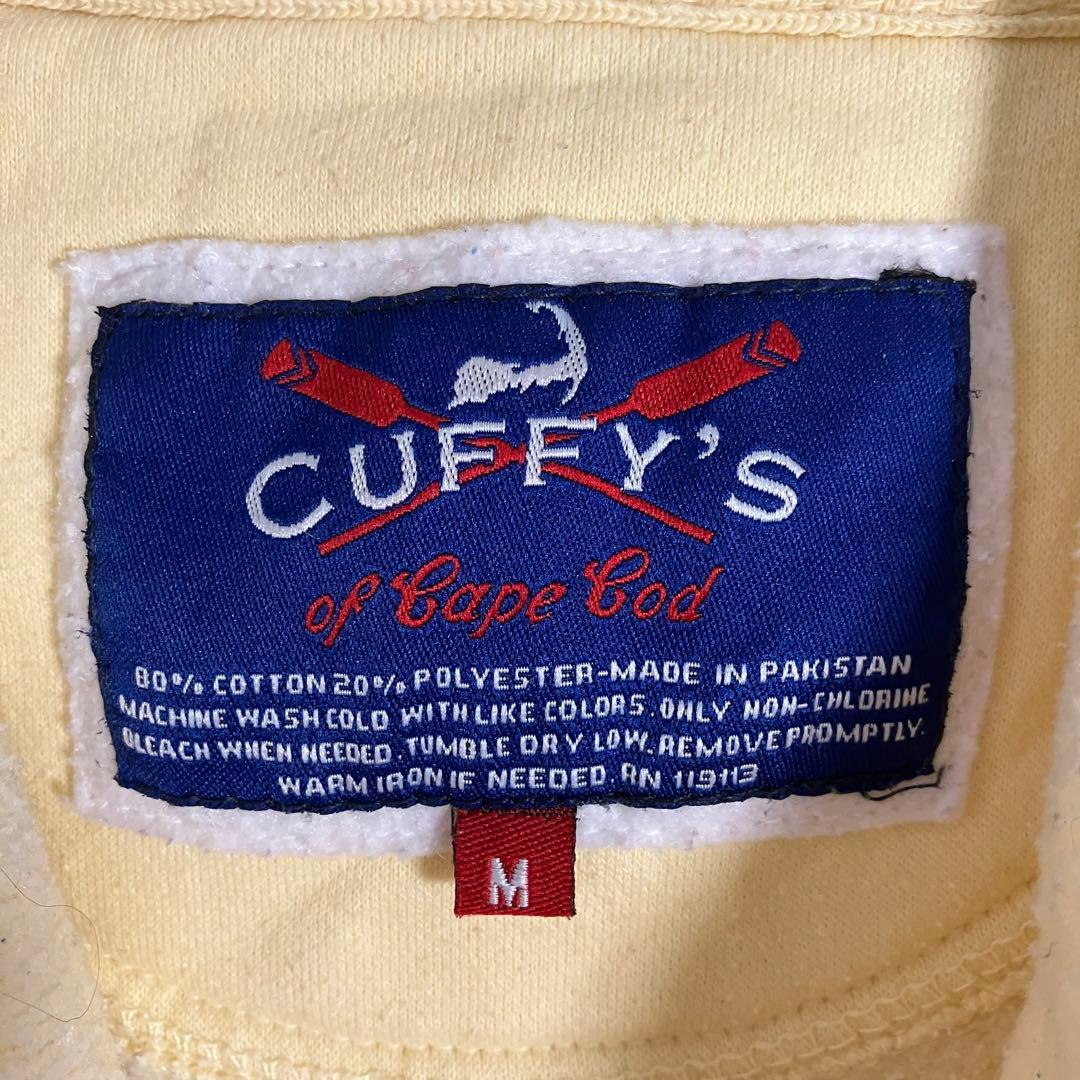 CUFFY'S
of Cape Cod
80% COTTON 20% POLYESTER-MADE IN PAKISTAN
MACHINE WASH COLD WITH LIKE COLORS. ONLY NON-CHLORINE
BLEACH WHEN NEEDED. TUMBLE DRY LOW. REMOVE PROMPTLY.
WARM IRON IF NEEDED. RN 119113
M